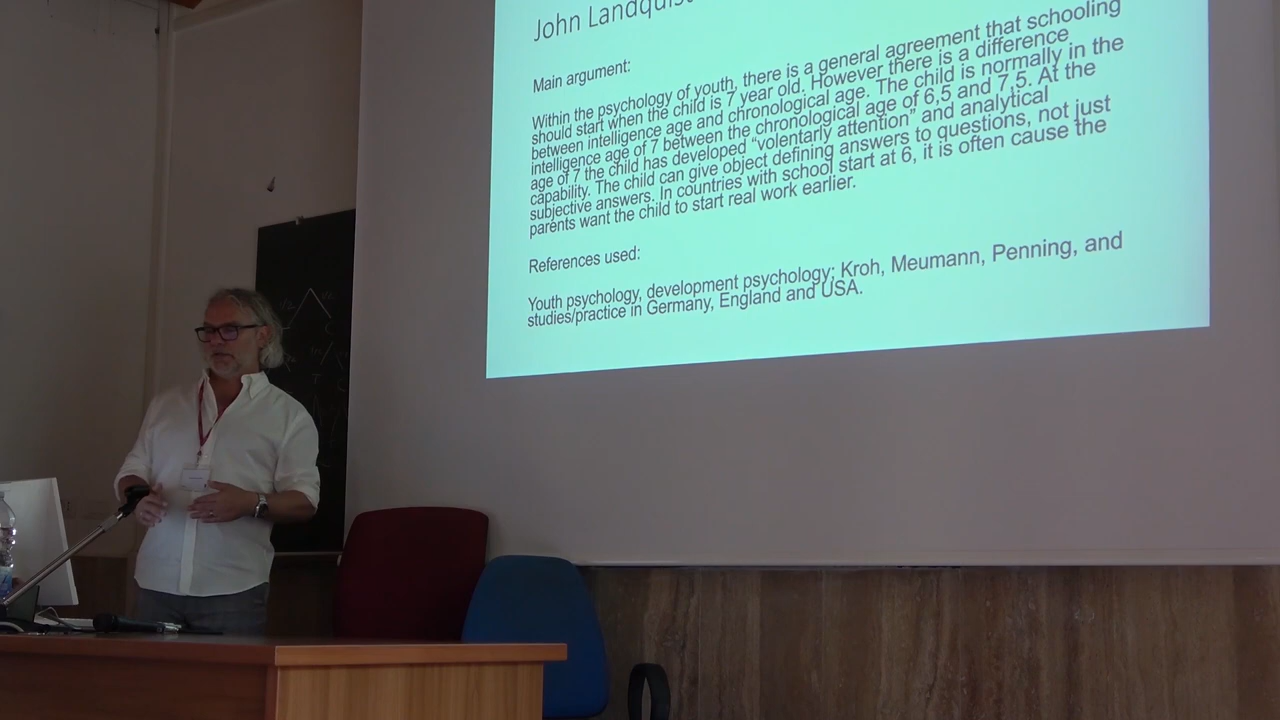 John Landquist
Main argument:
Within the psychology of youth, there is a general agreement that schooling
should start when the child is 7 year old. However there is a difference
between intelligence age and chronological age. The child is normally in the
intelligence age of 7 between the chronological age of 6,5 and 7,5. At the
age of 7 the child has developed "volentarly attention" and analytical
capability. The child can give object defining answers to questions, not just
subjective answers. In countries with school start at 6, it is often cause the
parents want the child to start real work earlier.
References used:
Youth psychology, development psychology; Kroh, Meumann, Penning, and
studies/practice in Germany, England and USA.